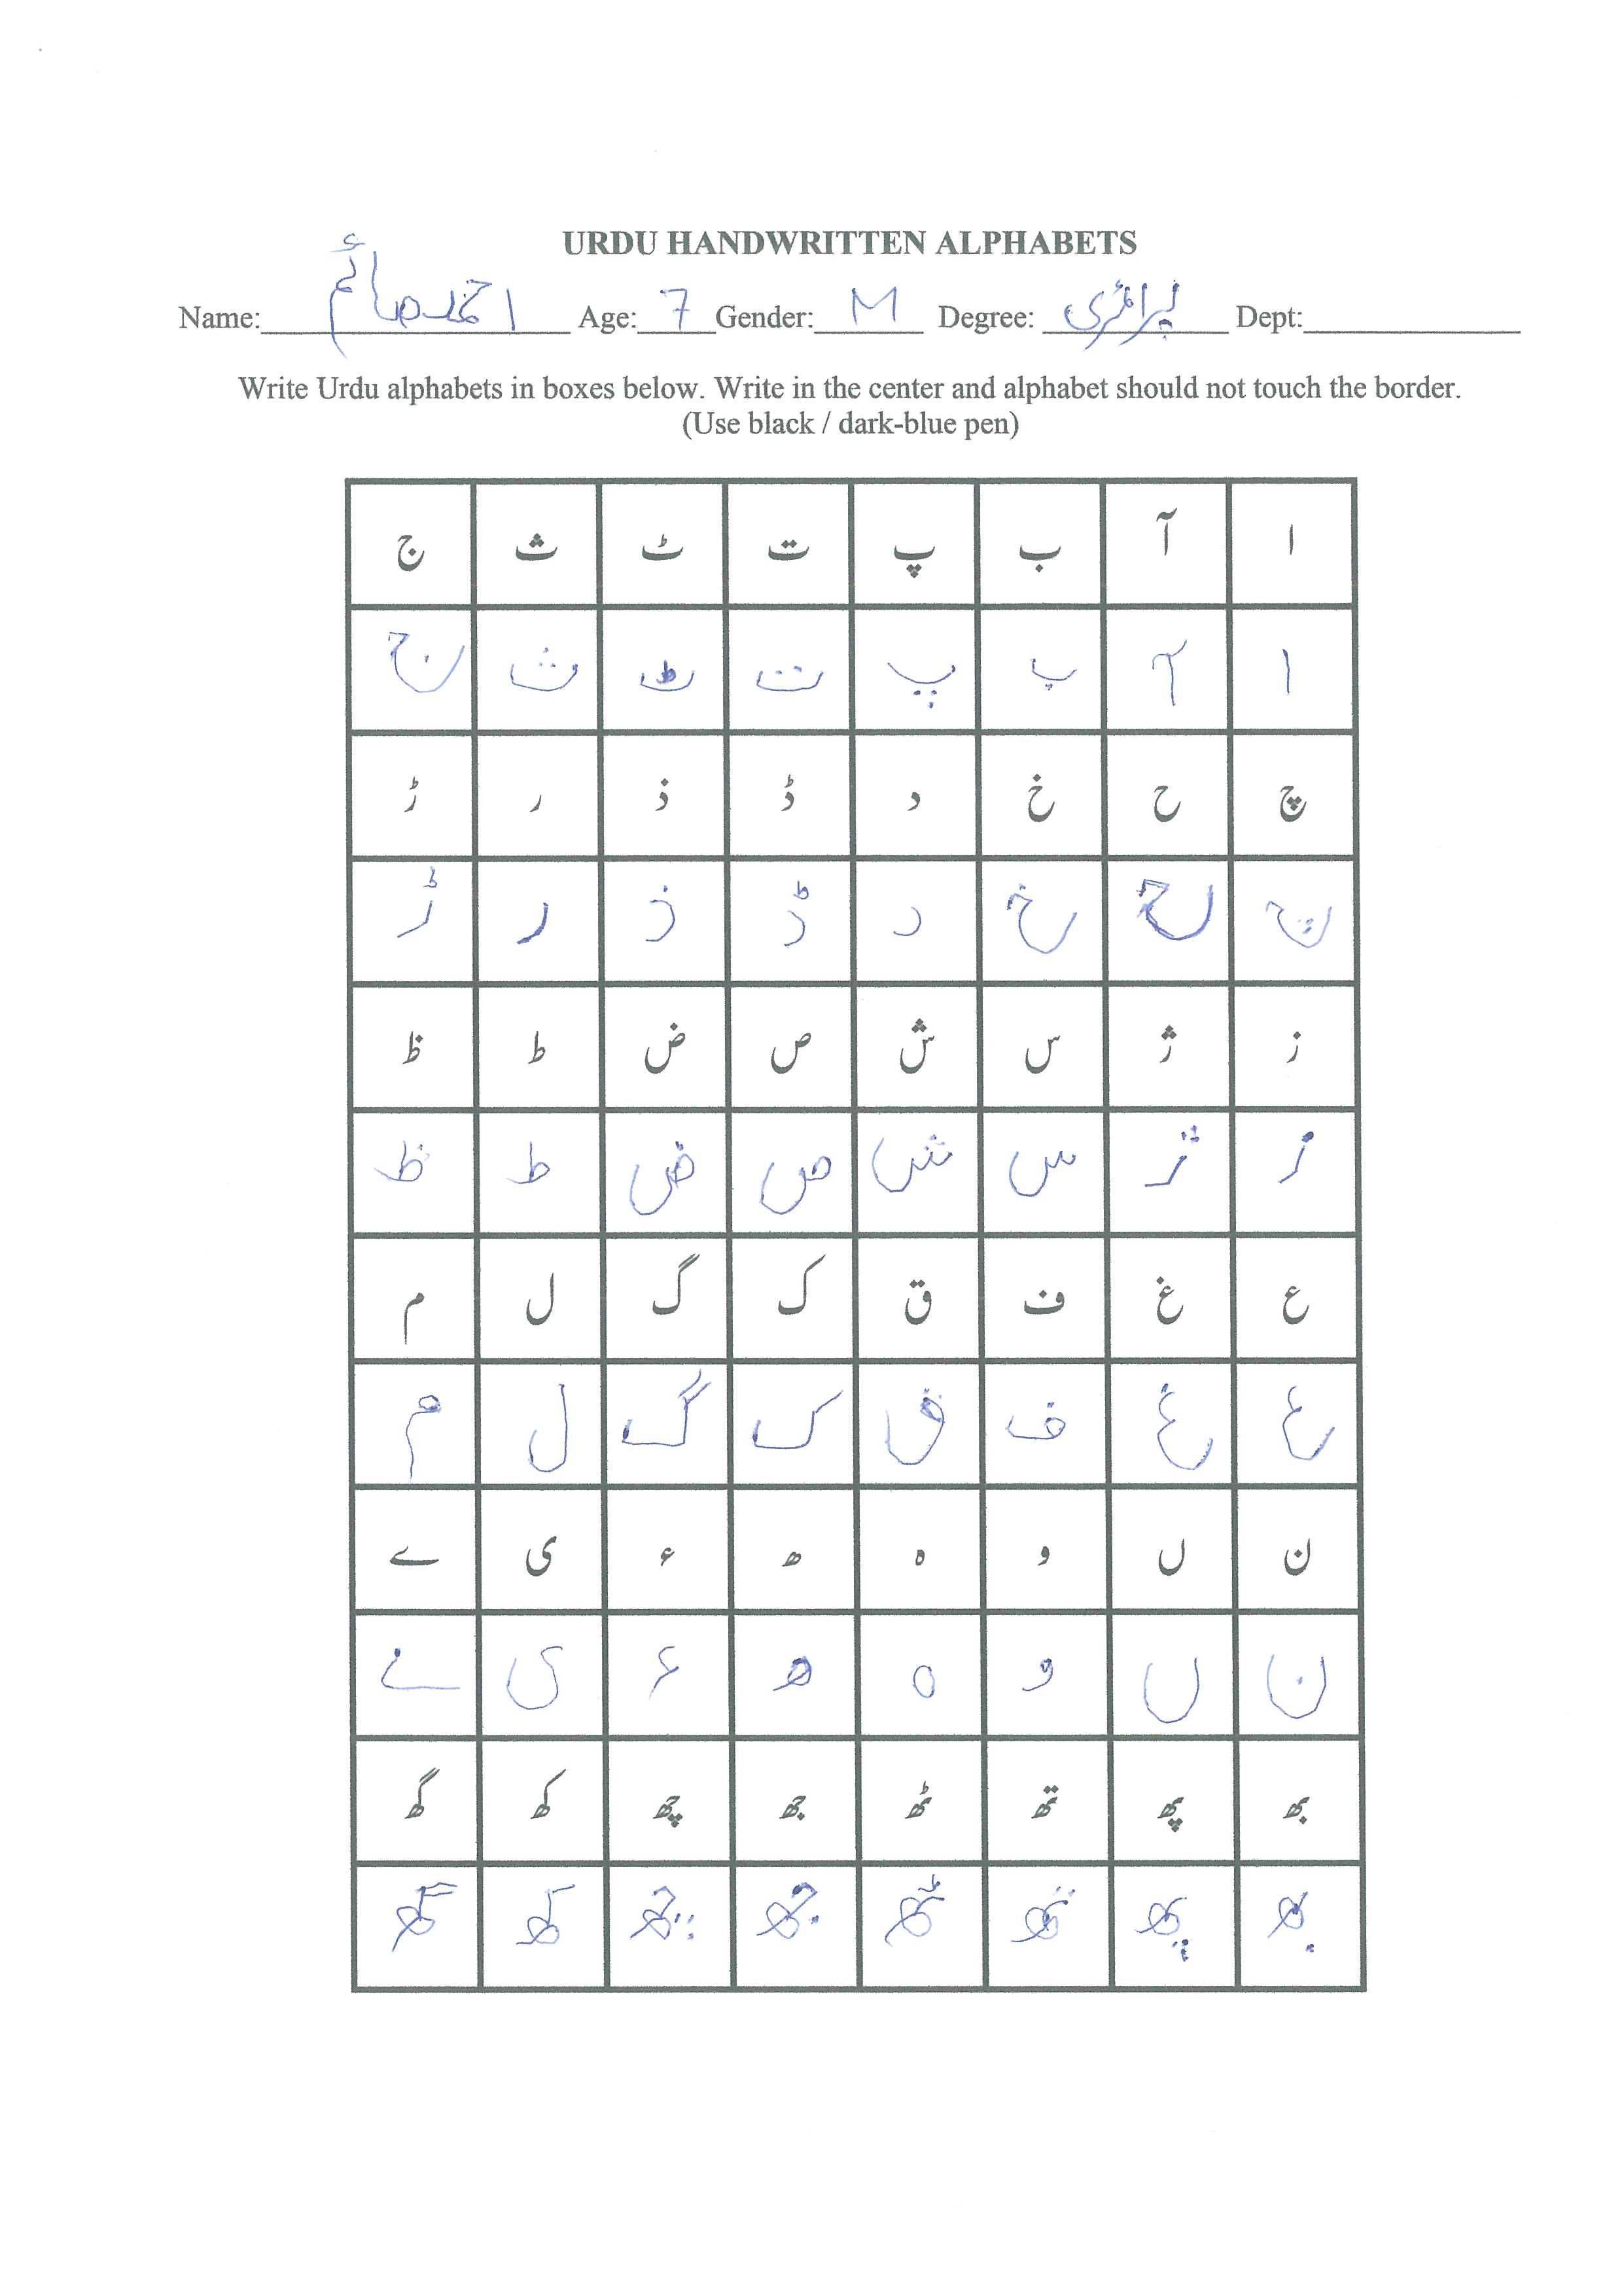 URDU HANDWRITTEN ALPHABETS
Name: احمد صائم Age: 7 Gender: M Degree: پرائمری Dept:
Write Urdu alphabets in boxes below. Write in the center and alphabet should not touch the border.
(Use black / dark-blue pen)
ا آ ب پ ت ٹ ث ج
ا آ ب پ ت ٹ ث ج
چ ح خ د ڈ ذ ر ڑ
چ ح خ د ڈ ذ ر ڑ
ز ژ س ش ص ض ط ظ
ز ژ س ش ص ض ط ظ
ع غ ف ق ک گ ل م
ع غ ف ق ک گ ل م
ن ں و ہ ھ ء ی ے
ن ں و ہ ھ ء ی ے
بھ پھ تھ ٹھ جھ چھ کھ گھ
بھ پھ تھ ٹھ جھ چھ کھ گھ